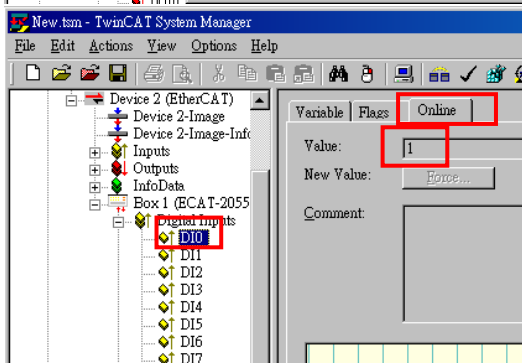 New.tsm - TwinCAT System Manager
File Edit Actions View Options Help
Device 2 (EtherCAT)
Device 2-Image
Device 2-Image-Info
Inputs
Outputs
InfoData
Box 1 (ECAT-2055
Digital Inputs
DI0
DI1
DI2
DI3
DI4
DI5
DI6
DI7
Variable Flags Online
Value: 1
New Value: Force...
Comment: